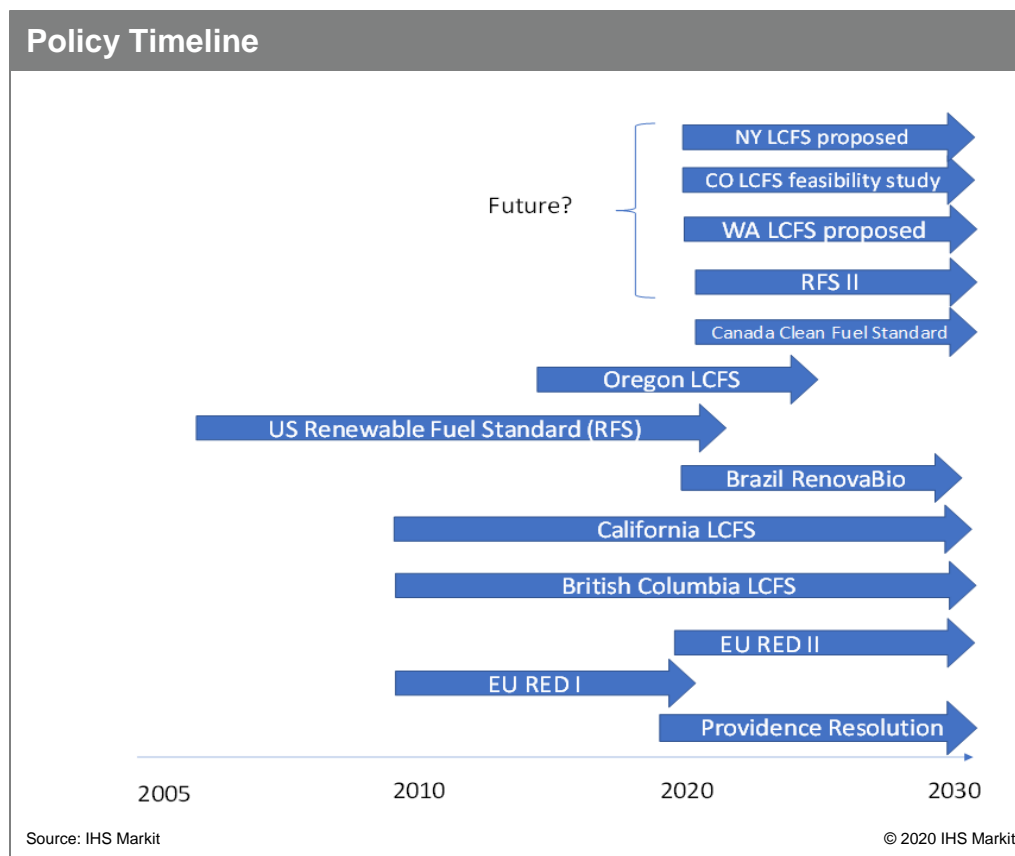 Policy Timeline
NY LCFS proposed
CO LCFS feasibility study
Future?
WA LCFS proposed
RFS II
Canada Clean Fuel Standard
Oregon LCFS
US Renewable Fuel Standard (RFS)
Brazil RenovaBio
California LCFS
British Columbia LCFS
EU RED II
EU RED I
Providence Resolution
2005 2010 2020 2030
Source: IHS Markit © 2020 IHS Markit